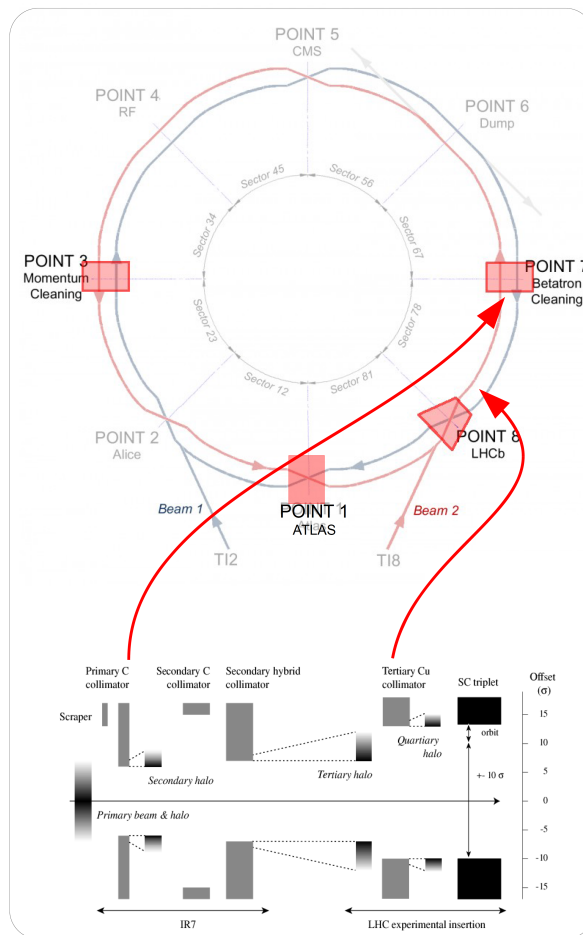 POINT 5
CMS
POINT 4
RF
POINT 6
Dump
Sector 45
Sector 56
Sector 34
Sector 67
POINT 3
Momentum
Cleaning
POINT 7
Betatron
Cleaning
Sector 23
Sector 78
Sector 12
Sector 81
POINT 2
Alice
POINT 8
LHCb
Beam 1
POINT 1
ATLAS
Atlas
Beam 2
TI2
TI8
Primary C
collimator
Secondary C
collimator
Secondary hybrid
collimator
Tertiary Cu
collimator
SC triplet
Offset
(σ)
Scraper
15
orbit
Quartiary
halo
10
Secondary halo
Tertiary halo
+- 10 σ
5
Primary beam & halo
0
-5
-10
-15
IR7
LHC experimental insertion